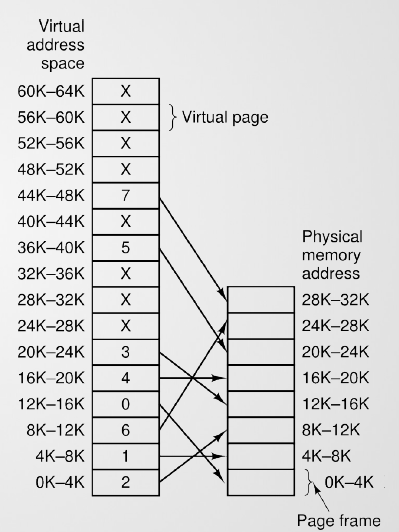 Virtual
address
space
60K–64K X
56K–60K X } Virtual page
52K–56K X
48K–52K X
44K–48K 7
40K–44K X
36K–40K 5
32K–36K X
28K–32K X
24K–28K X
20K–24K 3
16K–20K 4
12K–16K 0
8K–12K 6
4K–8K 1
0K–4K 2
Physical
memory
address
28K–32K
24K–28K
20K–24K
16K–20K
12K–16K
8K–12K
4K–8K
} 0K–4K
Page frame